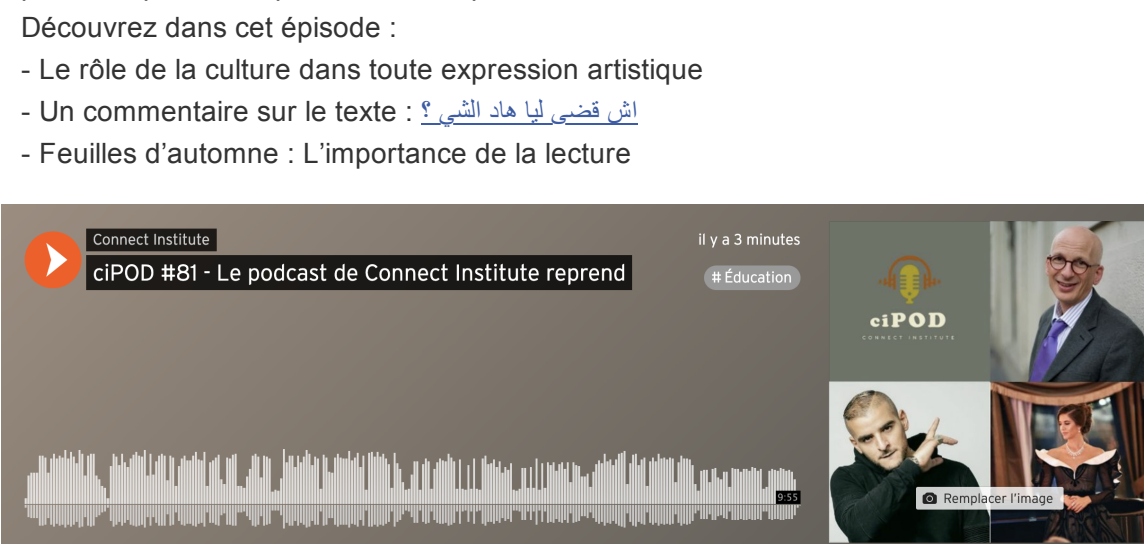 Découvrez dans cet épisode :
- Le rôle de la culture dans toute expression artistique
- Un commentaire sur le texte : اش قضى ليا هاد الشي ؟
- Feuilles d’automne : L’importance de la lecture
Connect Institute
il y a 3 minutes
ciPOD #81 - Le podcast de Connect Institute reprend
# Éducation
ciPOD
CONNECT INSTITUTE
9:55
Remplacer l’image